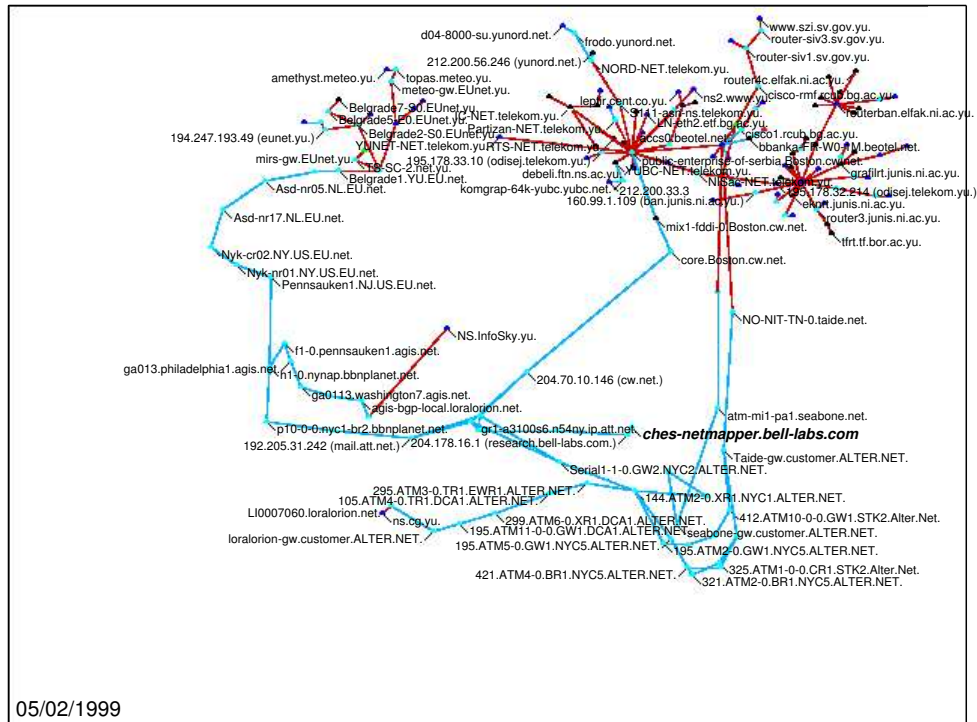 d04-8000-su.yunord.net.
frodo.yunord.net.
www.szi.sv.gov.yu.
router-siv3.sv.gov.yu.
router-siv1.sv.gov.yu.
212.200.56.246 (yunord.net.)
NORD-NET.telekom.yu.
amethyst.meteo.yu.
topas.meteo.yu.
meteo-gw.EUnet.yu.
router4c.elfak.ni.ac.yu.
cisco-rmf.rcub.bg.ac.yu.
leptir.cent.co.yu.
ns2.www.yu
Belgrade7-S0.EUnet.yu.
Belgrade5-E0.EUnet.yu.
routerban.elfak.ni.ac.yu.
194.247.193.49 (eunet.yu.)
Belgrade2-S0.EUnet.yu.
Partizan-NET.telekom.yu.
LN-eth2.etf.bg.ac.yu.
cisco1.rcub.bg.ac.yu.
YUNET-NET.telekom.yu.
RTS-NET.telekom.yu.
accs0.beotel.net.
mirs-gw.EUnet.yu.
195.178.33.10 (odisej.telekom.yu.)
public-enterprise-of-serbia.Boston.cw.net.
TS-SC-2.net.yu.
debeli.ftn.ns.ac.yu.
YUBC-NET.telekom.yu.
grafilrt.junis.ni.ac.yu.
Belgrade1.YU.EU.net.
komgrap-64k-yubc.yubc.net.
212.200.33.3
195.178.32.214 (odisej.telekom.yu.)
Asd-nr05.NL.EU.net.
160.99.1.109 (ban.junis.ni.ac.yu.)
router3.junis.ni.ac.yu.
Asd-nr17.NL.EU.net.
mix1-fddi-0.Boston.cw.net.
tfrt.tf.bor.ac.yu.
Nyk-cr02.NY.US.EU.net.
core.Boston.cw.net.
Nyk-nr01.NY.US.EU.net.
Pennsauken1.NJ.US.EU.net.
NO-NIT-TN-0.taide.net.
NS.InfoSky.yu.
f1-0.pennsauken1.agis.net.
ga013.philadelphia1.agis.net.
h1-0.nynap.bbnplanet.net.
204.70.10.146 (cw.net.)
ga0113.washington7.agis.net.
agis-bgp-local.loralorion.net.
atm-mi1-pa1.seabone.net.
p10-0-0.nyc1-br2.bbnplanet.net.
gr1-a3100s6.n54ny.ip.att.net.
ches-netmapper.bell-labs.com
192.205.31.242 (mail.att.net.)
204.178.16.1 (research.bell-labs.com.)
Taide-gw.customer.ALTER.NET.
Serial1-1-0.GW2.NYC2.ALTER.NET.
295.ATM3-0.TR1.EWR1.ALTER.NET.
105.ATM4-0.TR1.DCA1.ALTER.NET.
144.ATM2-0.XR1.NYC1.ALTER.NET.
LI0007060.loralorion.net.
ns.cg.yu.
299.ATM6-0.XR1.DCA1.ALTER.NET.
412.ATM10-0-0.GW1.STK2.Alter.Net.
195.ATM11-0-0.GW1.DCA1.ALTER.NET.
seabone-gw.customer.ALTER.NET.
loralorion-gw.customer.ALTER.NET.
195.ATM5-0.GW1.NYC5.ALTER.NET.
195.ATM2-0.GW1.NYC5.ALTER.NET.
421.ATM4-0.BR1.NYC5.ALTER.NET.
325.ATM1-0-0.CR1.STK2.Alter.Net.
321.ATM2-0.BR1.NYC5.ALTER.NET.
05/02/1999